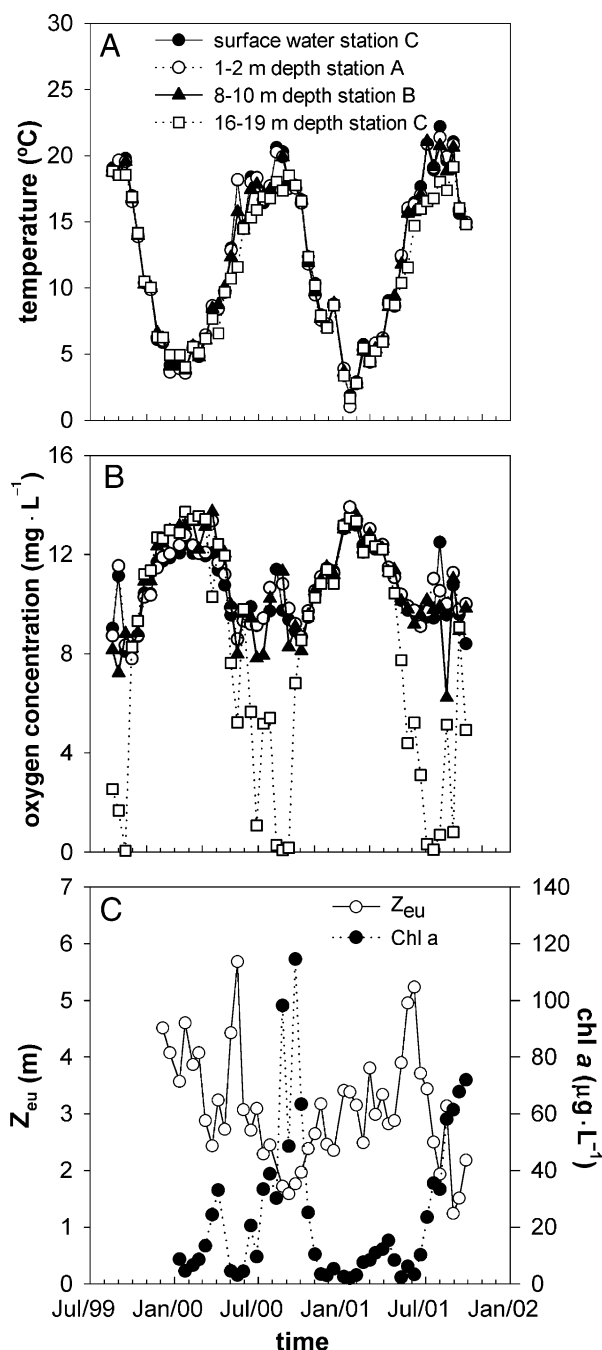 A
surface water station C
1-2 m depth station A
8-10 m depth station B
16-19 m depth station C
temperature (ºC)
30
25
20
15
10
5
0
B
oxygen concentration (mg · L⁻¹)
16
12
8
4
0
C
Z_eu
Chl a
Z_eu (m)
7
6
5
4
3
2
1
0
140
120
100
80
60
40
20
0
chl a (µg · L⁻¹)
Jul/99 Jan/00 Jul/00 Jan/01 Jul/01 Jan/02
time